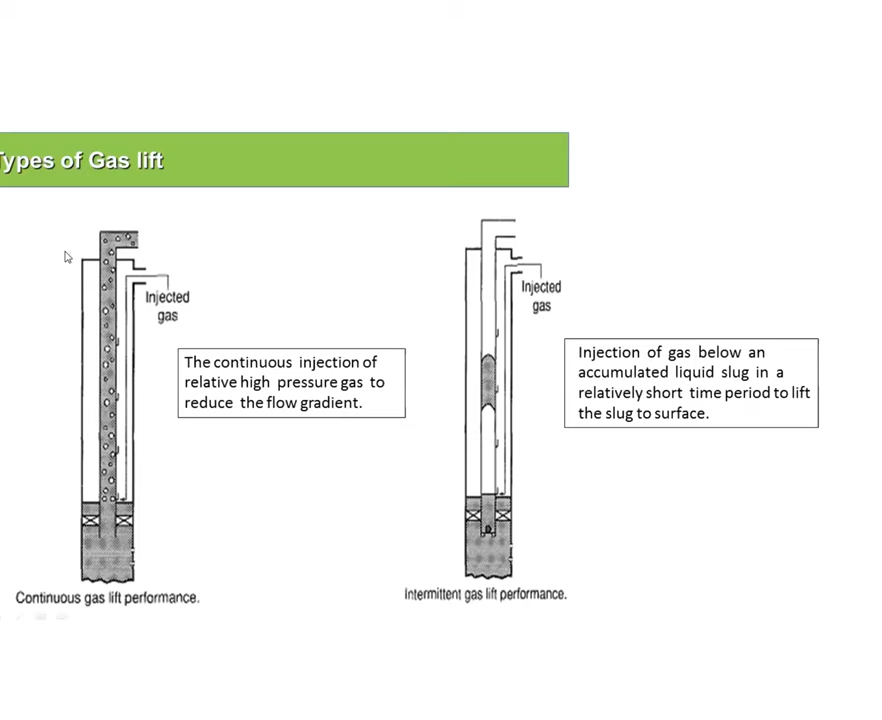 Types of Gas lift
Injected
gas
The continuous injection of
relative high pressure gas to
reduce the flow gradient.
Continuous gas lift performance.
Injected
gas
Injection of gas below an
accumulated liquid slug in a
relatively short time period to lift
the slug to surface.
Intermittent gas lift performance.